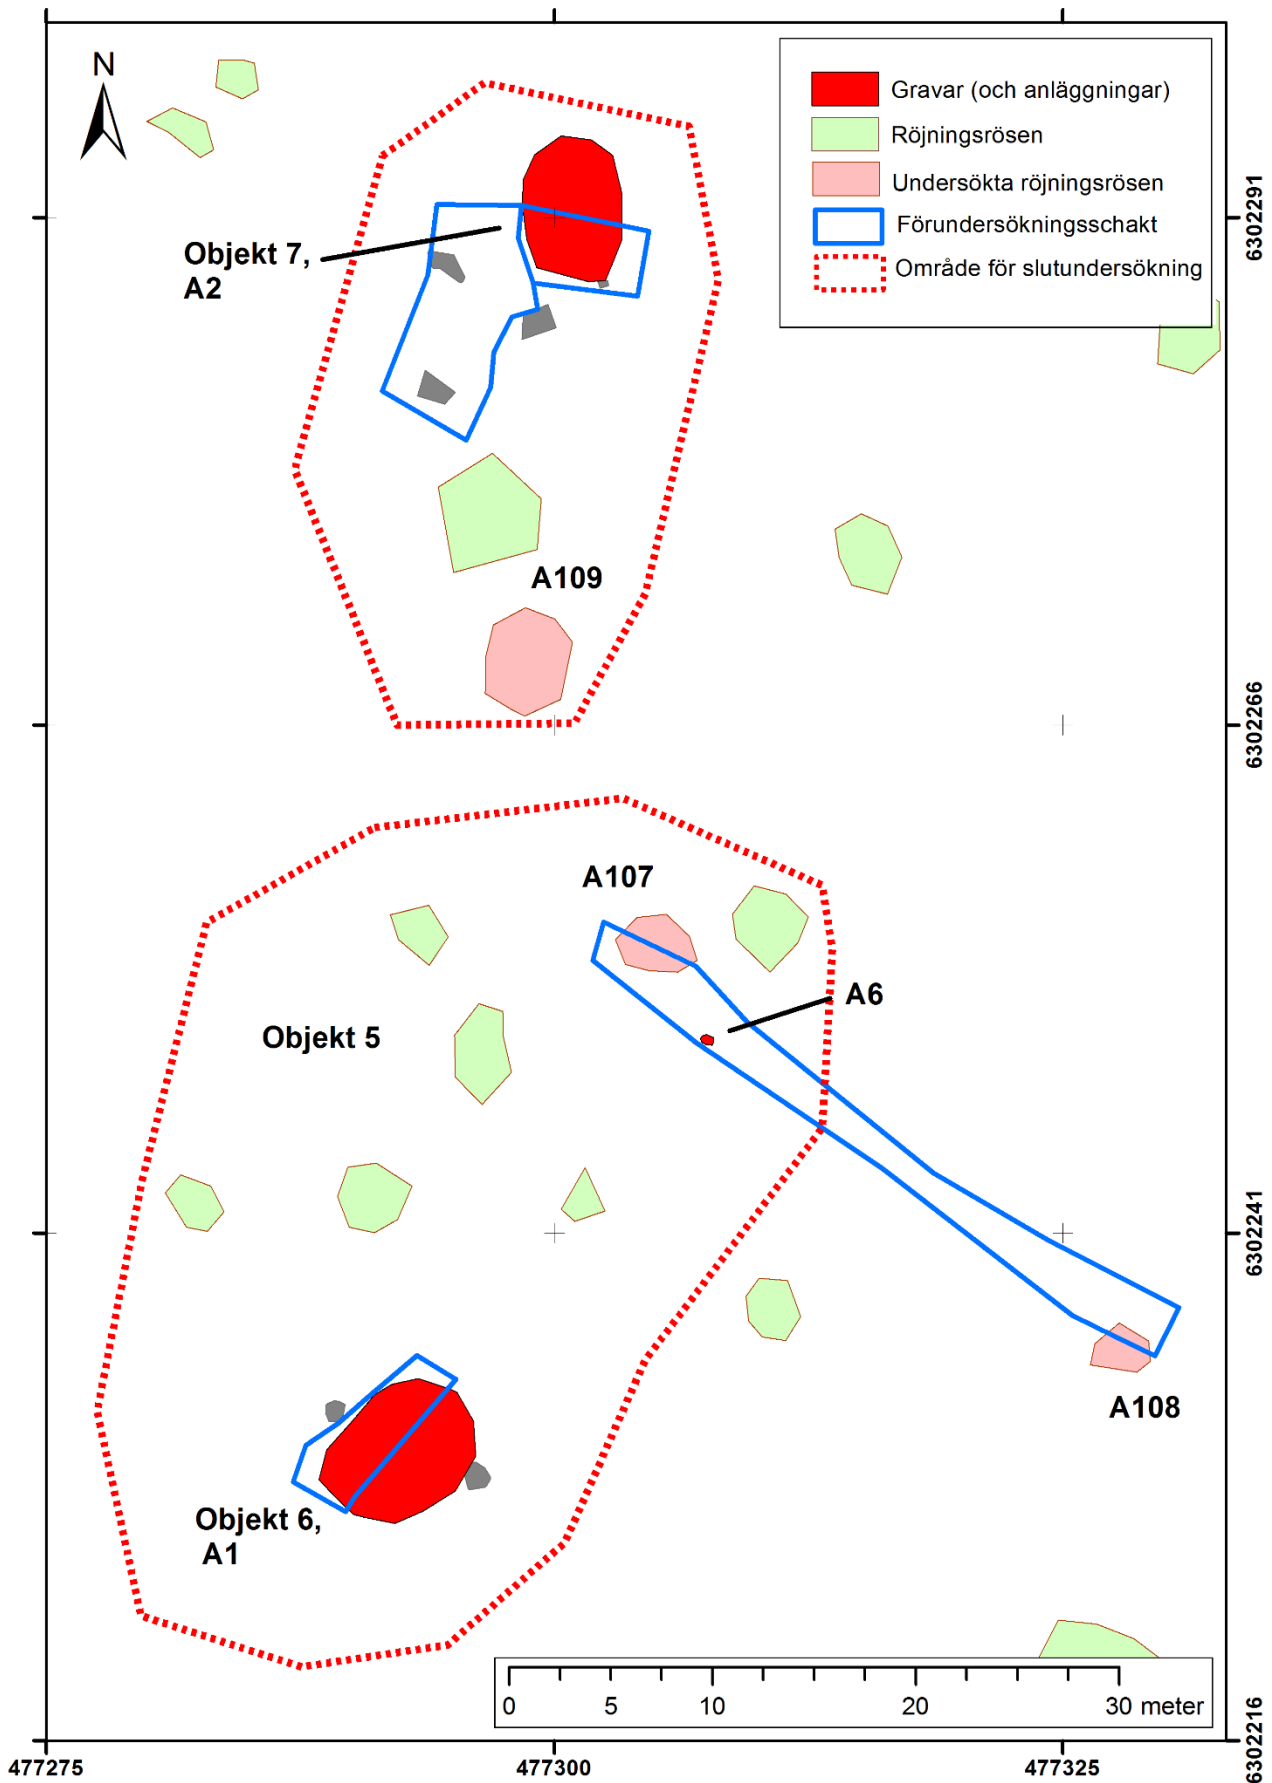 N
Gravar (och anläggningar)
Röjningsrösen
Undersökta röjningsrösen
Förundersökningsschakt
Område för slutundersökning
6302291
Objekt 7,
A2
A109
6302266
A107
A6
Objekt 5
6302241
A108
Objekt 6,
A1
0 5 10 20 30 meter
6302216
477275 477300 477325